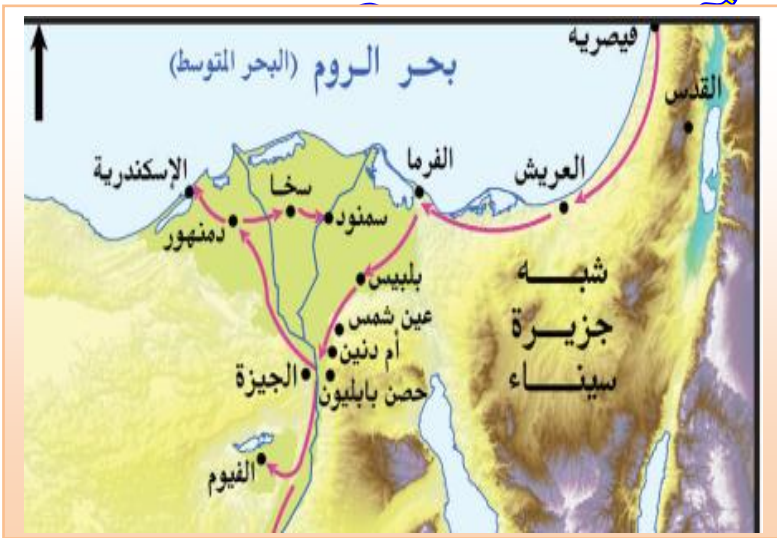 قيصريه
بحر الروم (البحر المتوسط)
القدس
الفرما
العريش
الإسكندرية
سخا
سمنود
دمنهور
بلبيس
شبه
جزيرة
سيناء
عين شمس
أم دنين
الجيزة
حصن بابليون
الفيوم